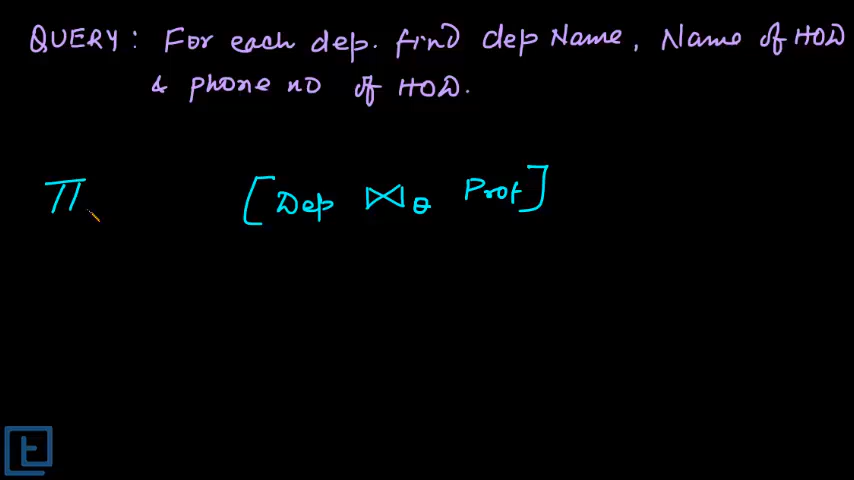 QUERY: For each dep. find dep Name, Name of HOD
& phone no of HOD.
π [Dep ⋈θ Prof]